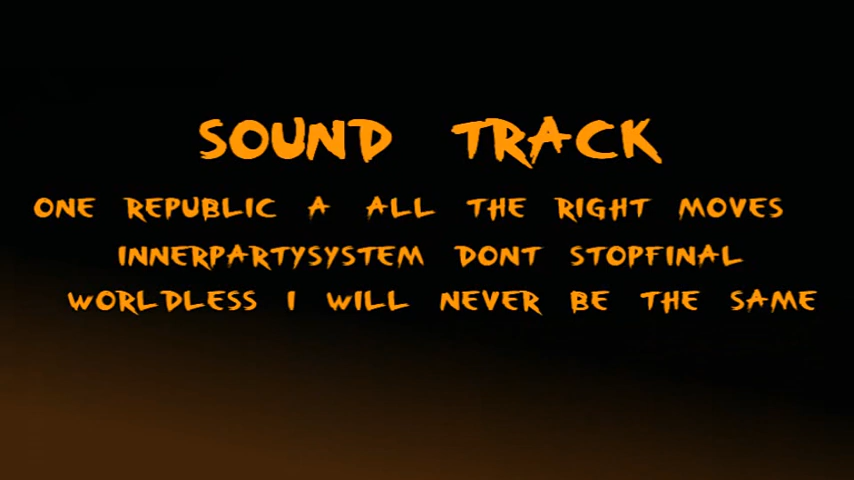 SOUND TRACK
ONE REPUBLIC A ALL THE RIGHT MOVES
INNERPARTYSYSTEM DONT STOPFINAL
WORLDLESS I WILL NEVER BE THE SAME